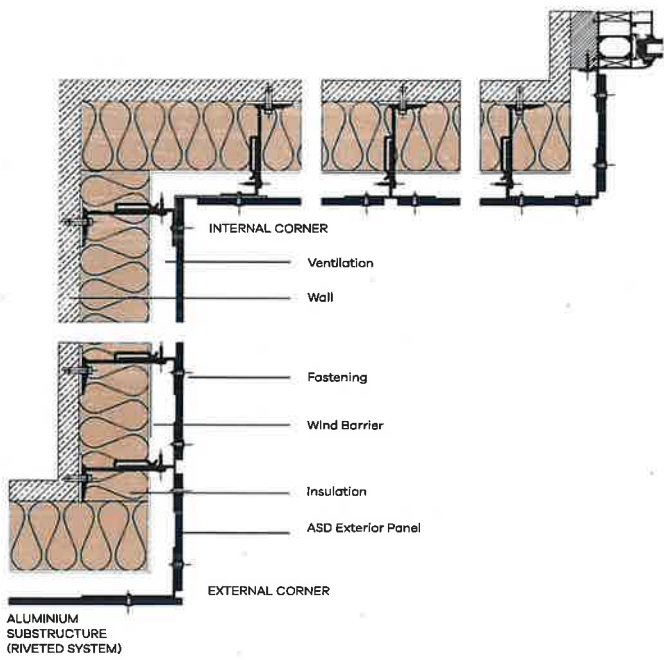 INTERNAL CORNER
Ventilation
Wall
Fastening
Wind Barrier
Insulation
ASD Exterior Panel
EXTERNAL CORNER
ALUMINIUM
SUBSTRUCTURE
(RIVETED SYSTEM)